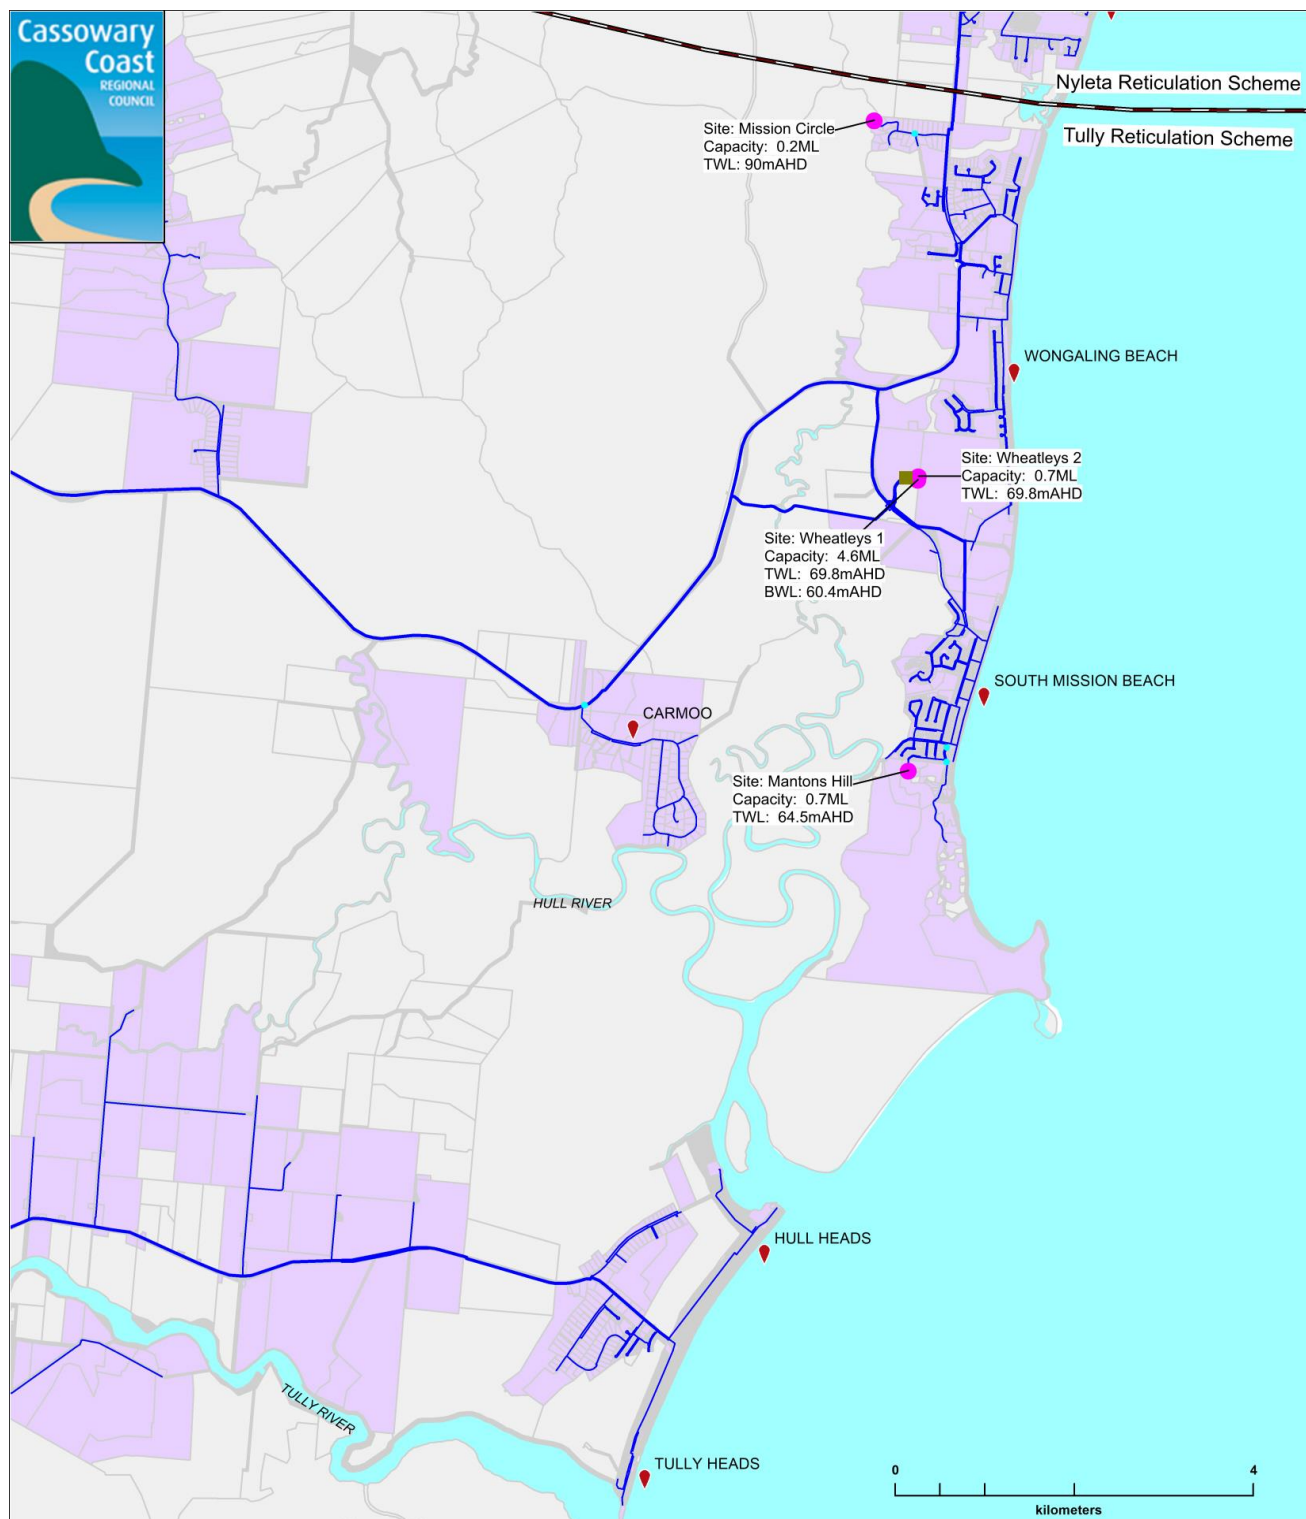 Cassowary
Coast
REGIONAL
COUNCIL
Nyleta Reticulation Scheme
Tully Reticulation Scheme
Site: Mission Circle
Capacity: 0.2ML
TWL: 90mAHD
WONGALING BEACH
Site: Wheatleys 2
Capacity: 0.7ML
TWL: 69.8mAHD
Site: Wheatleys 1
Capacity: 4.6ML
TWL: 69.8mAHD
BWL: 60.4mAHD
SOUTH MISSION BEACH
CARMOO
Site: Mantons Hill
Capacity: 0.7ML
TWL: 64.5mAHD
HULL RIVER
HULL HEADS
TULLY RIVER
TULLY HEADS
0 4
kilometers